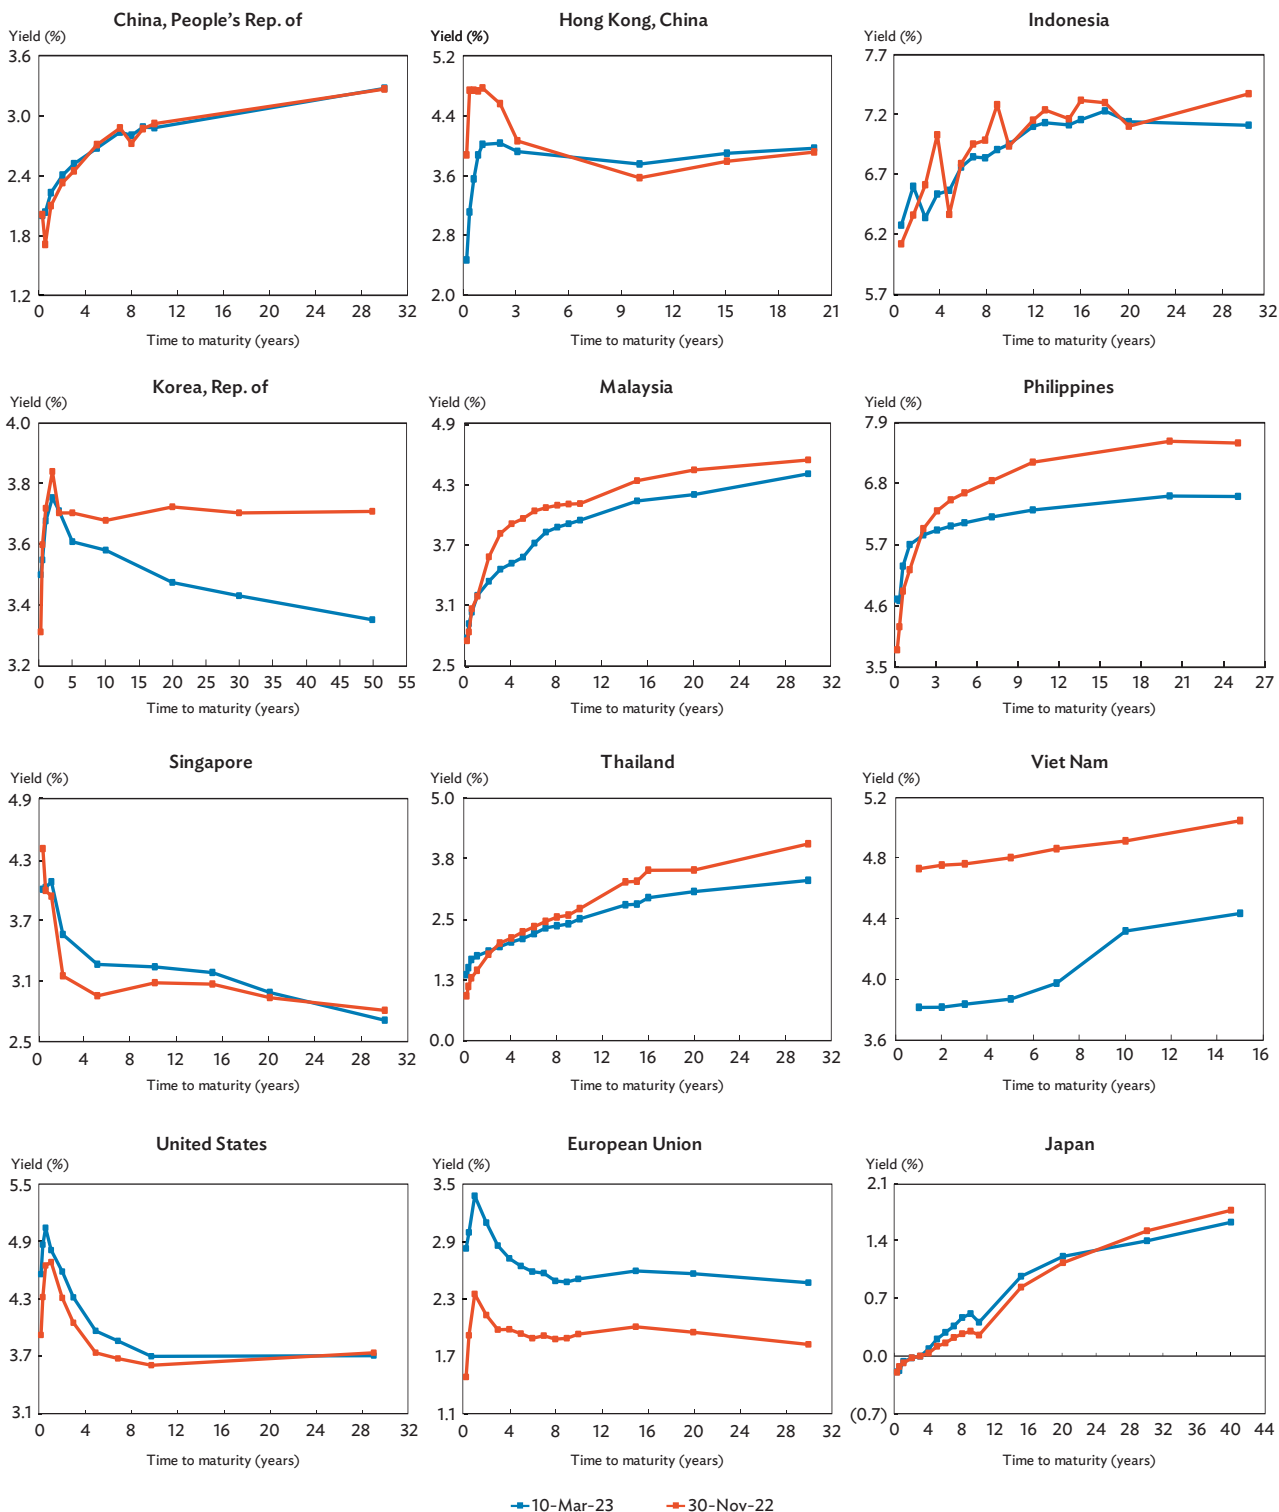 China, People's Rep. of
Yield (%)
3.6
3.0
2.4
1.8
1.2
0 4 8 12 16 20 24 28 32
Time to maturity (years)
Hong Kong, China
Yield (%)
5.2
4.4
3.6
2.8
2.0
0 3 6 9 12 15 18 21
Time to maturity (years)
Indonesia
Yield (%)
7.7
7.2
6.7
6.2
5.7
0 4 8 12 16 20 24 28 32
Time to maturity (years)
Korea, Rep. of
Yield (%)
4.0
3.8
3.6
3.4
3.2
0 5 10 15 20 25 30 35 40 45 50 55
Time to maturity (years)
Malaysia
Yield (%)
4.9
4.3
3.7
3.1
2.5
0 4 8 12 16 20 24 28 32
Time to maturity (years)
Philippines
Yield (%)
7.9
6.8
5.7
4.6
3.5
0 3 6 9 12 15 18 21 24 27
Time to maturity (years)
Singapore
Yield (%)
4.9
4.3
3.7
3.1
2.5
0 4 8 12 16 20 24 28 32
Time to maturity (years)
Thailand
Yield (%)
5.0
3.8
2.5
1.3
0.0
0 4 8 12 16 20 24 28 32
Time to maturity (years)
Viet Nam
Yield (%)
5.2
4.8
4.4
4.0
3.6
0 2 4 6 8 10 12 14 16
Time to maturity (years)
United States
Yield (%)
5.5
4.9
4.3
3.7
3.1
0 4 8 12 16 20 24 28 32
Time to maturity (years)
European Union
Yield (%)
3.5
2.9
2.3
1.7
1.1
0 4 8 12 16 20 24 28 32
Time to maturity (years)
Japan
Yield (%)
2.1
1.4
0.7
0.0
(0.7)
0 4 8 12 16 20 24 28 32 36 40 44
Time to maturity (years)
10-Mar-23 30-Nov-22